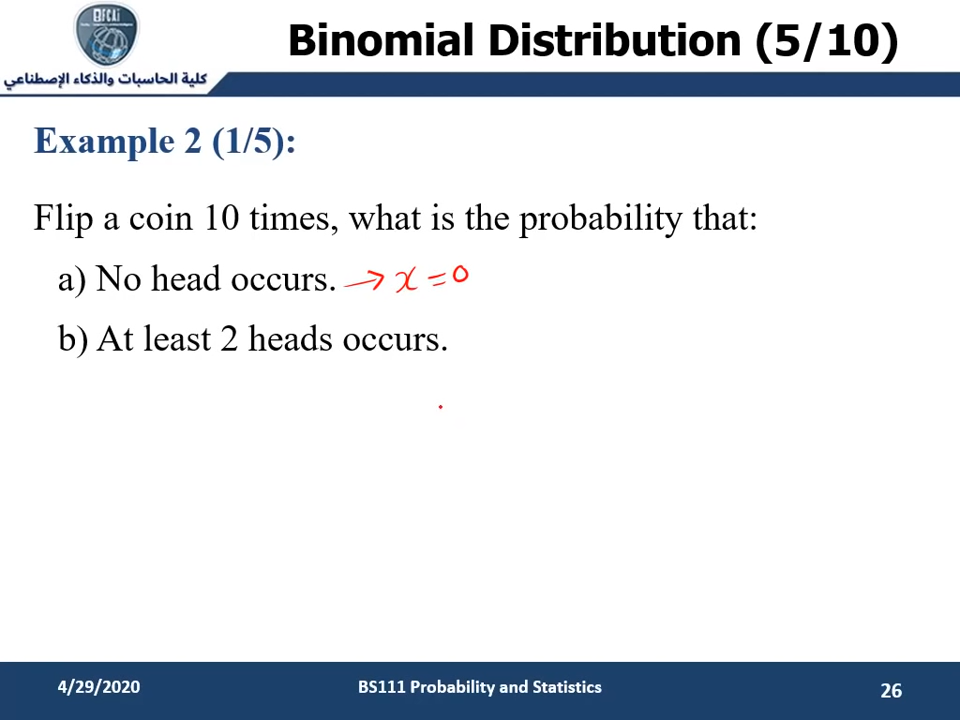 BFCAI
كلية الحاسبات والذكاء الإصطناعي
Binomial Distribution (5/10)
Example 2 (1/5):
Flip a coin 10 times, what is the probability that:
a) No head occurs. → x = 0
b) At least 2 heads occurs.
4/29/2020
BS111 Probability and Statistics
26